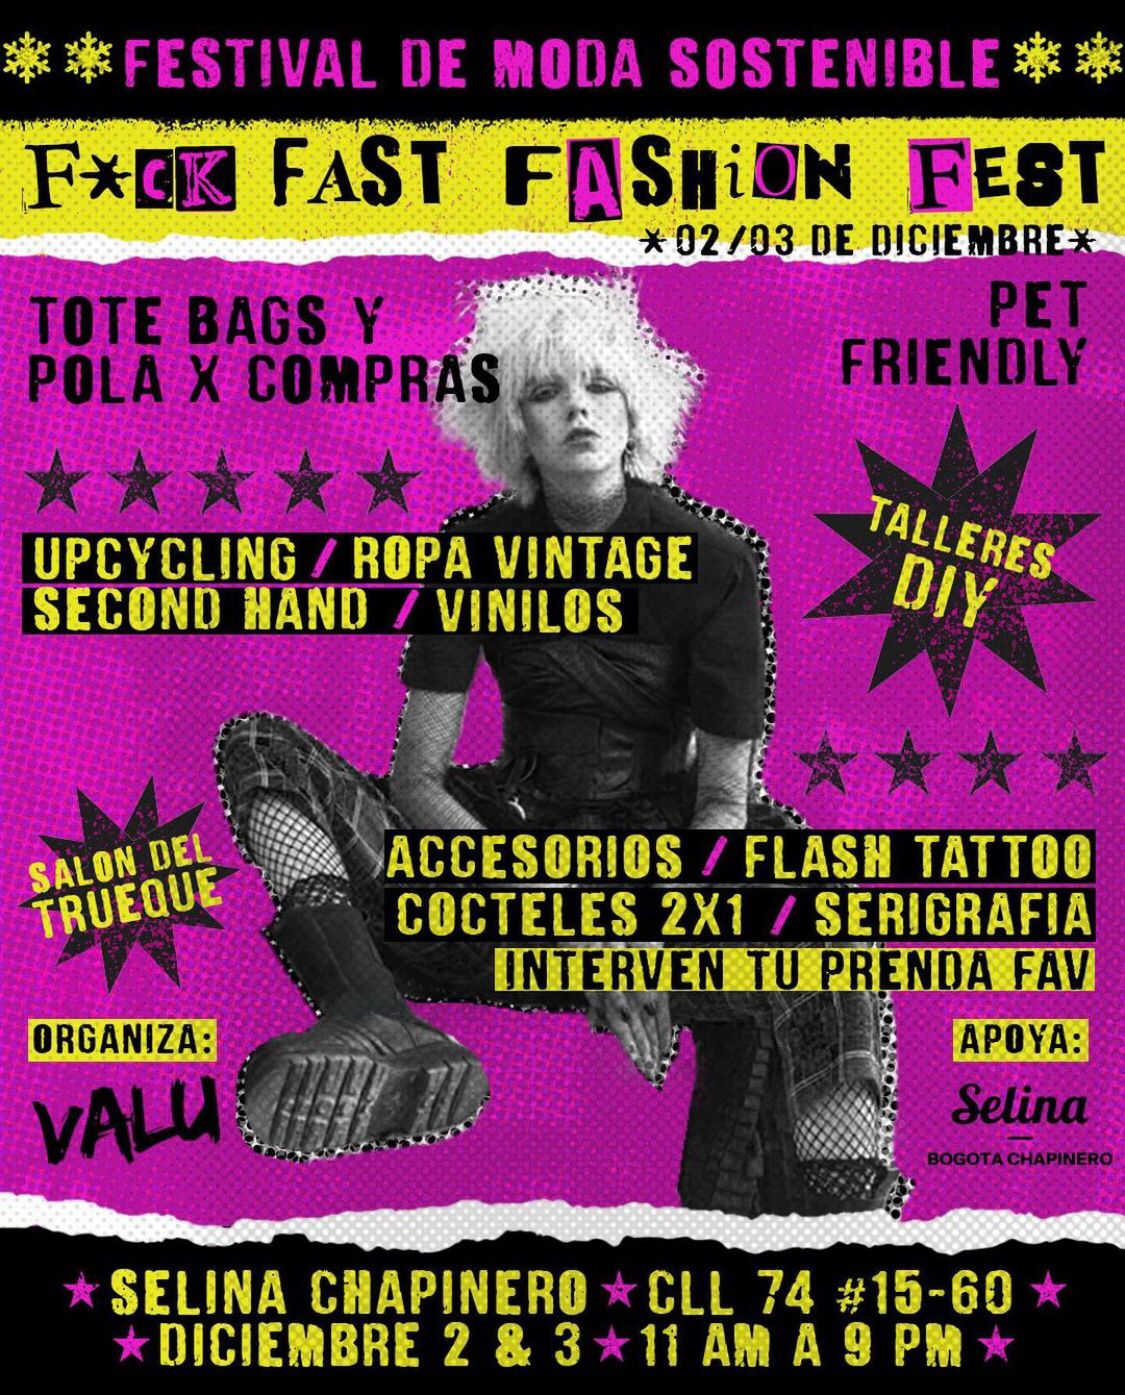 FESTIVAL DE MODA SOSTENIBLE
F*CK FAST FASHION FEST
*02/03 DE DICIEMBRE*
TOTE BAGS Y
POLA X COMPRAS
PET
FRIENDLY
TALLERES
DIY
UPCYCLING / ROPA VINTAGE
SECOND HAND / VINILOS
SALON DEL
TRUEQUE
ACCESORIOS / FLASH TATTOO
COCTELES 2X1 / SERIGRAFIA
INTERVEN TU PRENDA FAV
ORGANIZA:
VALU
APOYA:
Selina
BOGOTA CHAPINERO
SELINA CHAPINERO ★ CLL 74 #15-60
DICIEMBRE 2 & 3 ★ 11 AM A 9 PM